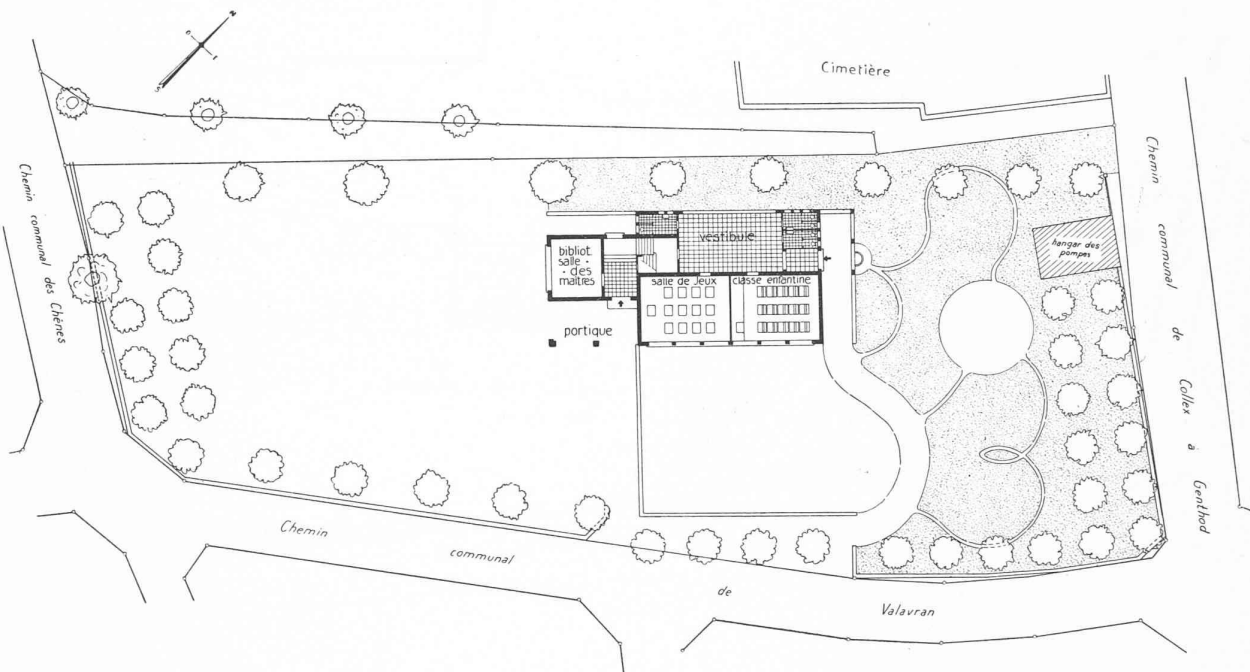 N
S
Cimetière
Chemin communal des Chênes
Chemin communal de Collex à Genthod
hangar des
pompes
vestibule
bibliot.
salle -
- des
maîtres
salle de Jeux
classe enfantine
portique
Chemin communal de Valavran